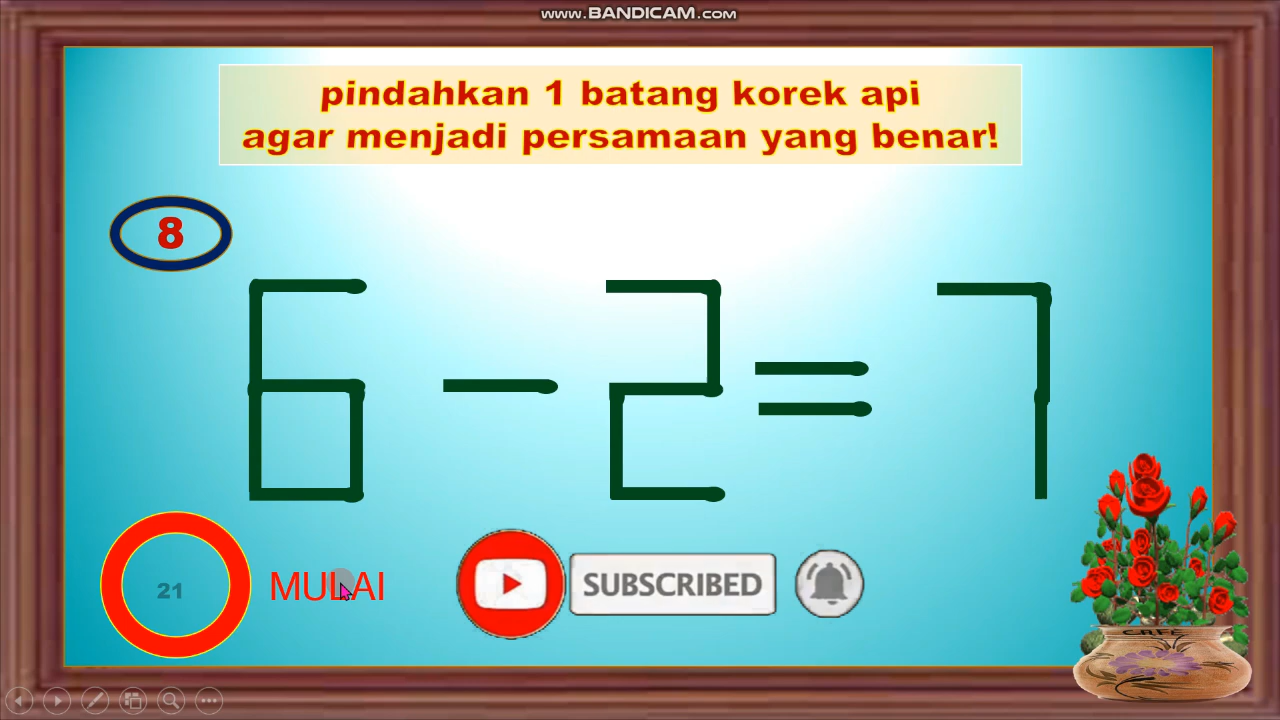 www.BANDICAM.com
pindahkan 1 batang korek api
agar menjadi persamaan yang benar!
8
6 - 2 = 7
21
MULAI
SUBSCRIBED
CAFE